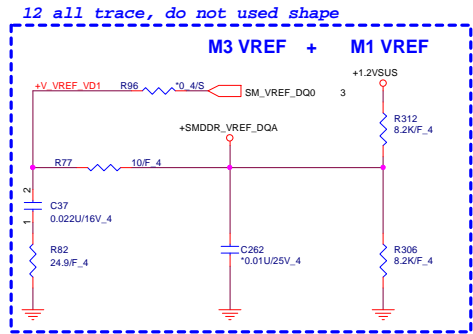 12 all trace, do not used shape
M3 VREF + M1 VREF
+1.2VSUS
+V_VREF_VD1 R96 *0_4/S
SM_VREF_DQ0 3
R312
8.2K/F_4
+SMDDR_VREF_DQA
R77 10/F_4
2
C37
0.022U/16V_4
1
R82
24.9/F_4
C262
*0.01U/25V_4
R306
8.2K/F_4